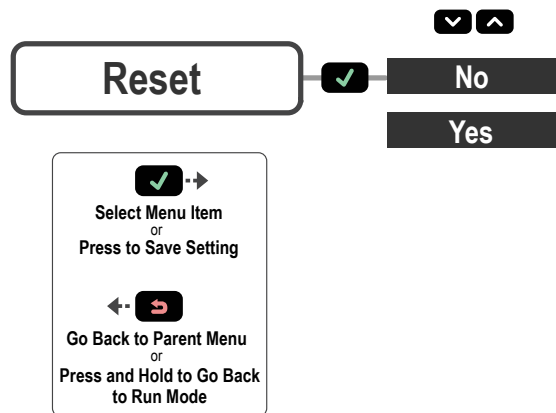 Reset
No
Yes
Select Menu Item
or
Press to Save Setting
Go Back to Parent Menu
or
Press and Hold to Go Back
to Run Mode